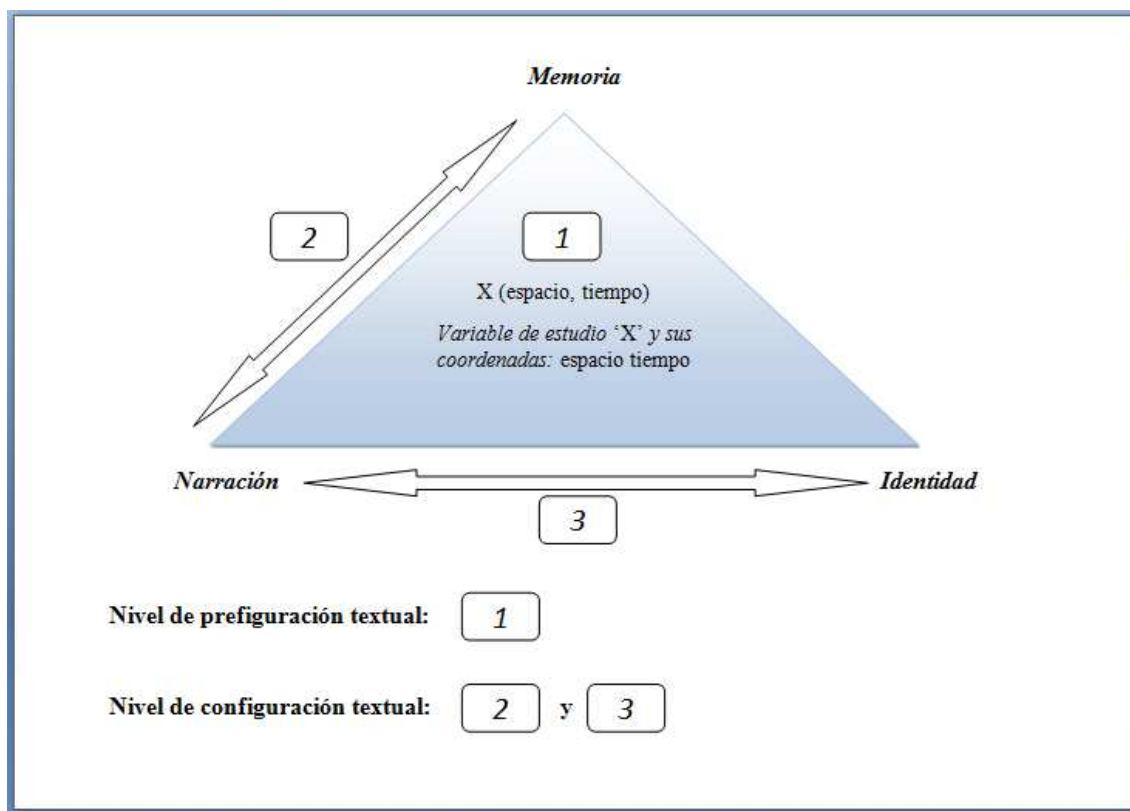 Memoria
2
1
X (espacio, tiempo)
Variable de estudio ‘X’ y sus
coordenadas: espacio tiempo
Narración
Identidad
3
Nivel de prefiguración textual: 1
Nivel de configuración textual: 2 y 3